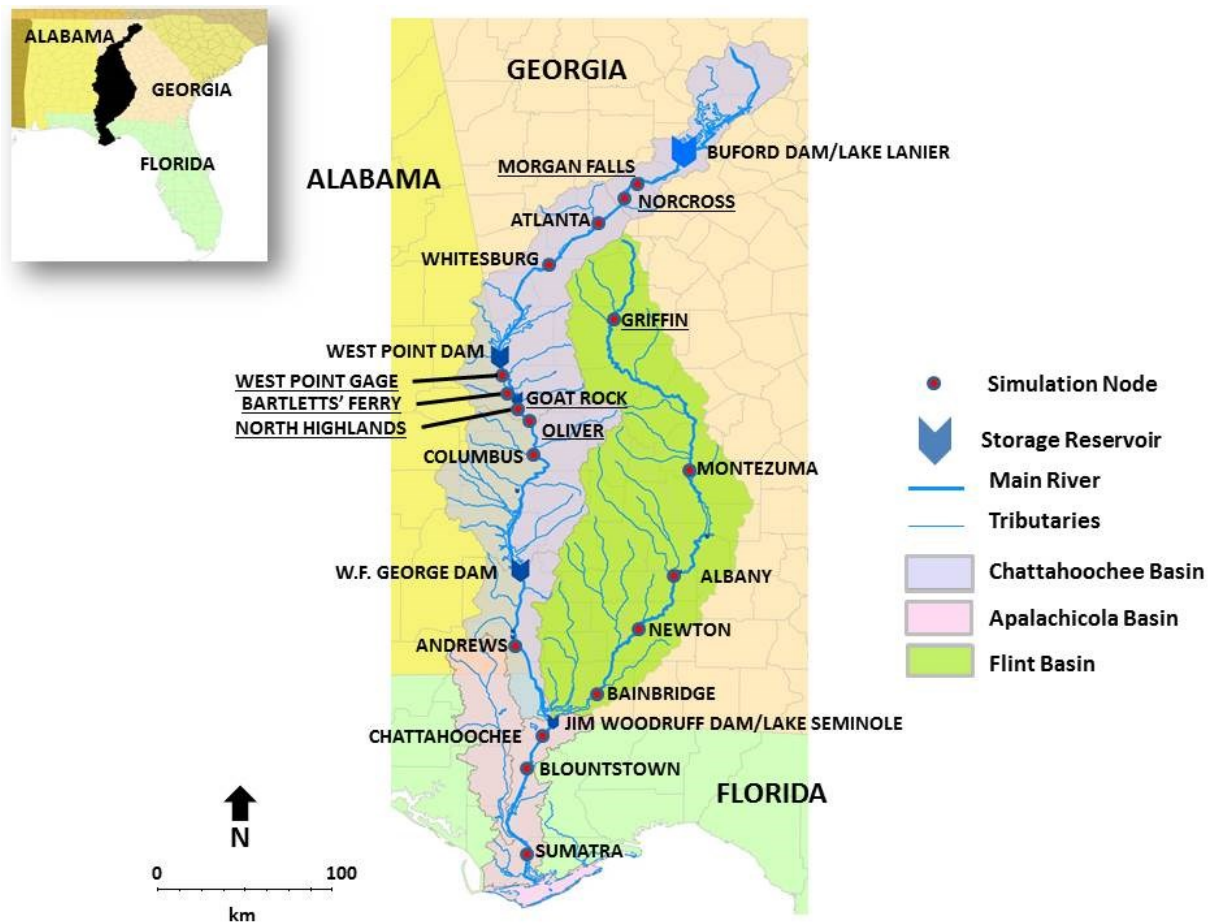 ALABAMA
GEORGIA
FLORIDA
GEORGIA
ALABAMA
BUFORD DAM/LAKE LANIER
MORGAN FALLS
NORCROSS
ATLANTA
WHITESBURG
GRIFFIN
WEST POINT DAM
WEST POINT GAGE
BARTLETTS’ FERRY
GOAT ROCK
NORTH HIGHLANDS
OLIVER
COLUMBUS
MONTEZUMA
W.F. GEORGE DAM
ALBANY
NEWTON
ANDREWS
BAINBRIDGE
JIM WOODRUFF DAM/LAKE SEMINOLE
CHATTAHOOCHEE
BLOUNTSTOWN
FLORIDA
SUMATRA
N
0 100
km
Simulation Node
Storage Reservoir
Main River
Tributaries
Chattahoochee Basin
Apalachicola Basin
Flint Basin